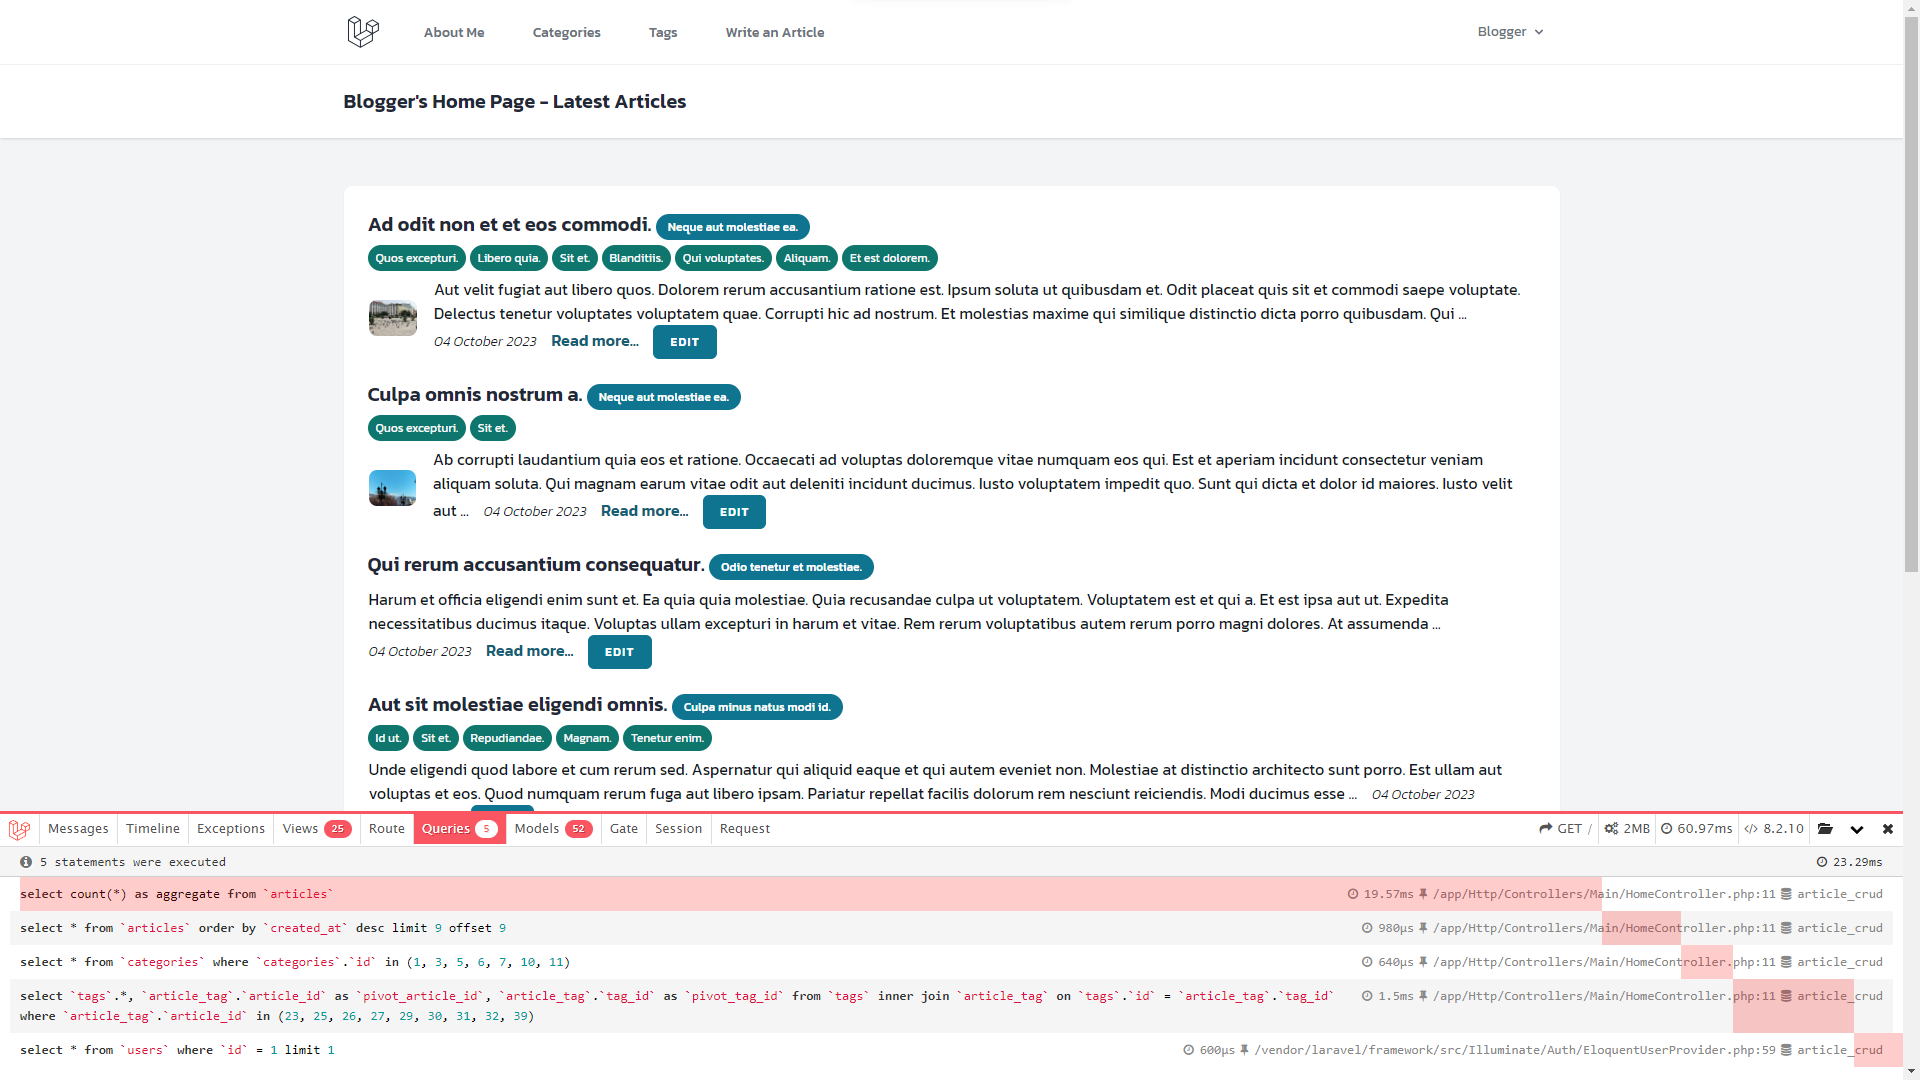 About Me Categories Tags Write an Article Blogger
Blogger's Home Page - Latest Articles
Ad odit non et et eos commodi. Neque aut molestiae ea.
Quos excepturi. Libero quia. Sit et. Blanditiis. Qui voluptates. Aliquam. Et est dolorem.
Aut velit fugiat aut libero quos. Dolorem rerum accusantium ratione est. Ipsum soluta ut quibusdam et. Odit placeat quis sit et commodi saepe voluptate.
Delectus tenetur voluptates voluptatem quae. Corrupti hic ad nostrum. Et molestias maxime qui similique distinctio dicta porro quibusdam. Qui ...
04 October 2023 Read more... EDIT
Culpa omnis nostrum a. Neque aut molestiae ea.
Quos excepturi. Sit et.
Ab corrupti laudantium quia eos et ratione. Occaecati ad voluptas doloremque vitae numquam eos qui. Est et aperiam incidunt consectetur veniam
aliquam soluta. Qui magnam earum vitae odit aut deleniti incidunt ducimus. Iusto voluptatem impedit quo. Sunt qui dicta et dolor id maiores. Iusto velit
aut ... 04 October 2023 Read more... EDIT
Qui rerum accusantium consequatur. Odio tenetur et molestiae.
Harum et officia eligendi enim sunt et. Ea quia quia molestiae. Quia recusandae culpa ut voluptatem. Voluptatem est et qui a. Et est ipsa aut ut. Expedita
necessitatibus ducimus itaque. Voluptas ullam excepturi in harum et vitae. Rem rerum voluptatibus autem rerum porro magni dolores. At assumenda ...
04 October 2023 Read more... EDIT
Aut sit molestiae eligendi omnis. Culpa minus natus modi id.
Id ut. Sit et. Repudiandae. Magnam. Tenetur enim.
Unde eligendi quod labore et cum rerum sed. Aspernatur qui aliquid eaque et qui autem eveniet non. Molestiae at distinctio architecto sunt porro. Est ullam aut
voluptas et eos. Quod numquam rerum fuga aut libero ipsam. Pariatur repellat facilis dolorum rem nesciunt reiciendis. Modi ducimus esse ... 04 October 2023
Messages Timeline Exceptions Views 25 Route Queries 5 Models 52 Gate Session Request GET / 2MB 60.97ms </> 8.2.10
5 statements were executed 23.29ms
select count(*) as aggregate from `articles` 19.57ms /app/Http/Controllers/Main/HomeController.php:11 article_crud
select * from `articles` order by `created_at` desc limit 9 offset 9 980μs /app/Http/Controllers/Main/HomeController.php:11 article_crud
select * from `categories` where `categories`.`id` in (1, 3, 5, 6, 7, 10, 11) 640μs /app/Http/Controllers/Main/HomeController.php:11 article_crud
select `tags`.*, `article_tag`.`article_id` as `pivot_article_id`, `article_tag`.`tag_id` as `pivot_tag_id` from `tags` inner join `article_tag` on `tags`.`id` = `article_tag`.`tag_id` 1.5ms /app/Http/Controllers/Main/HomeController.php:11 article_crud
where `article_tag`.`article_id` in (23, 25, 26, 27, 29, 30, 31, 32, 39)
select * from `users` where `id` = 1 limit 1 600μs /vendor/laravel/framework/src/Illuminate/Auth/EloquentUserProvider.php:59 article_crud